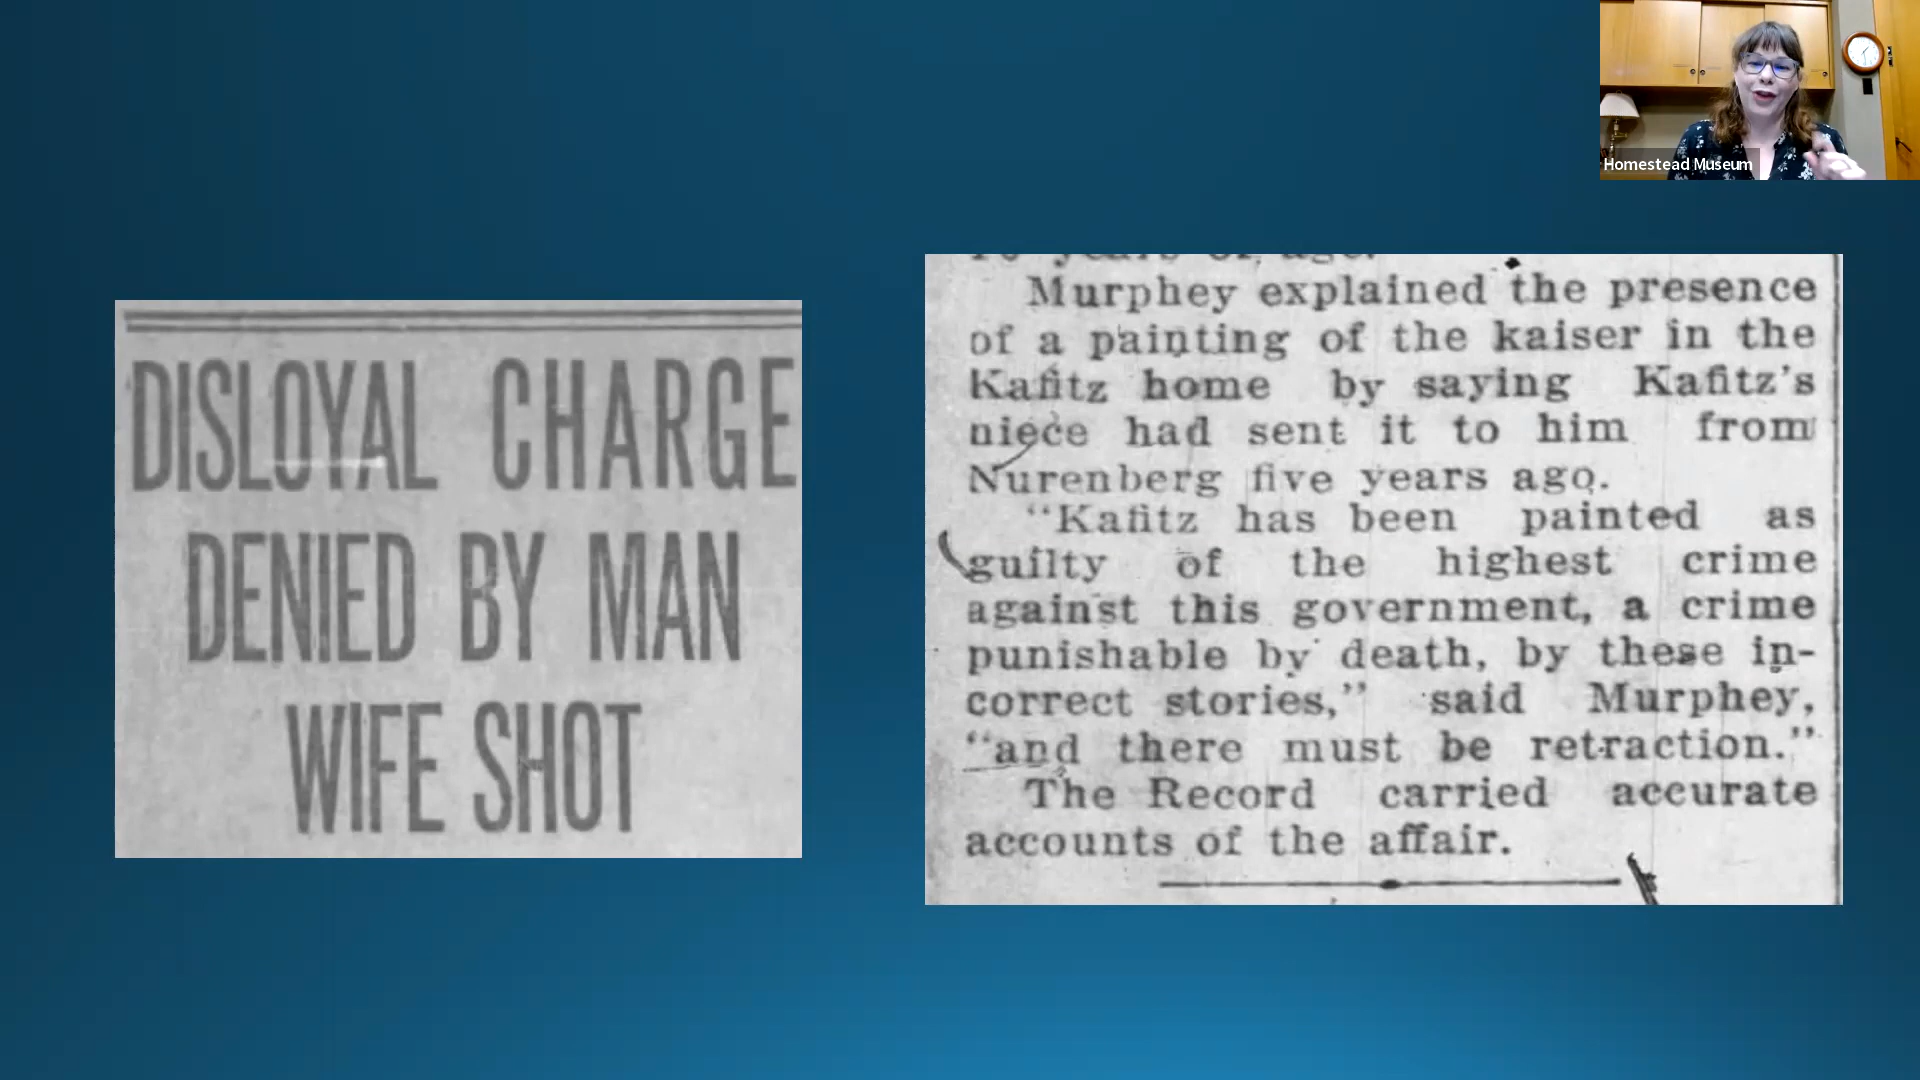 Homestead Museum
DISLOYAL CHARGE
DENIED BY MAN
WIFE SHOT
years of age.
Murphey explained the presence
of a painting of the kaiser in the
Kafitz home by saying Kafitz's
niece had sent it to him from
Nurenberg five years ago.
"Kafitz has been painted as
guilty of the highest crime
against this government, a crime
punishable by death, by these in-
correct stories," said Murphey,
"and there must be retraction."
The Record carried accurate
accounts of the affair.